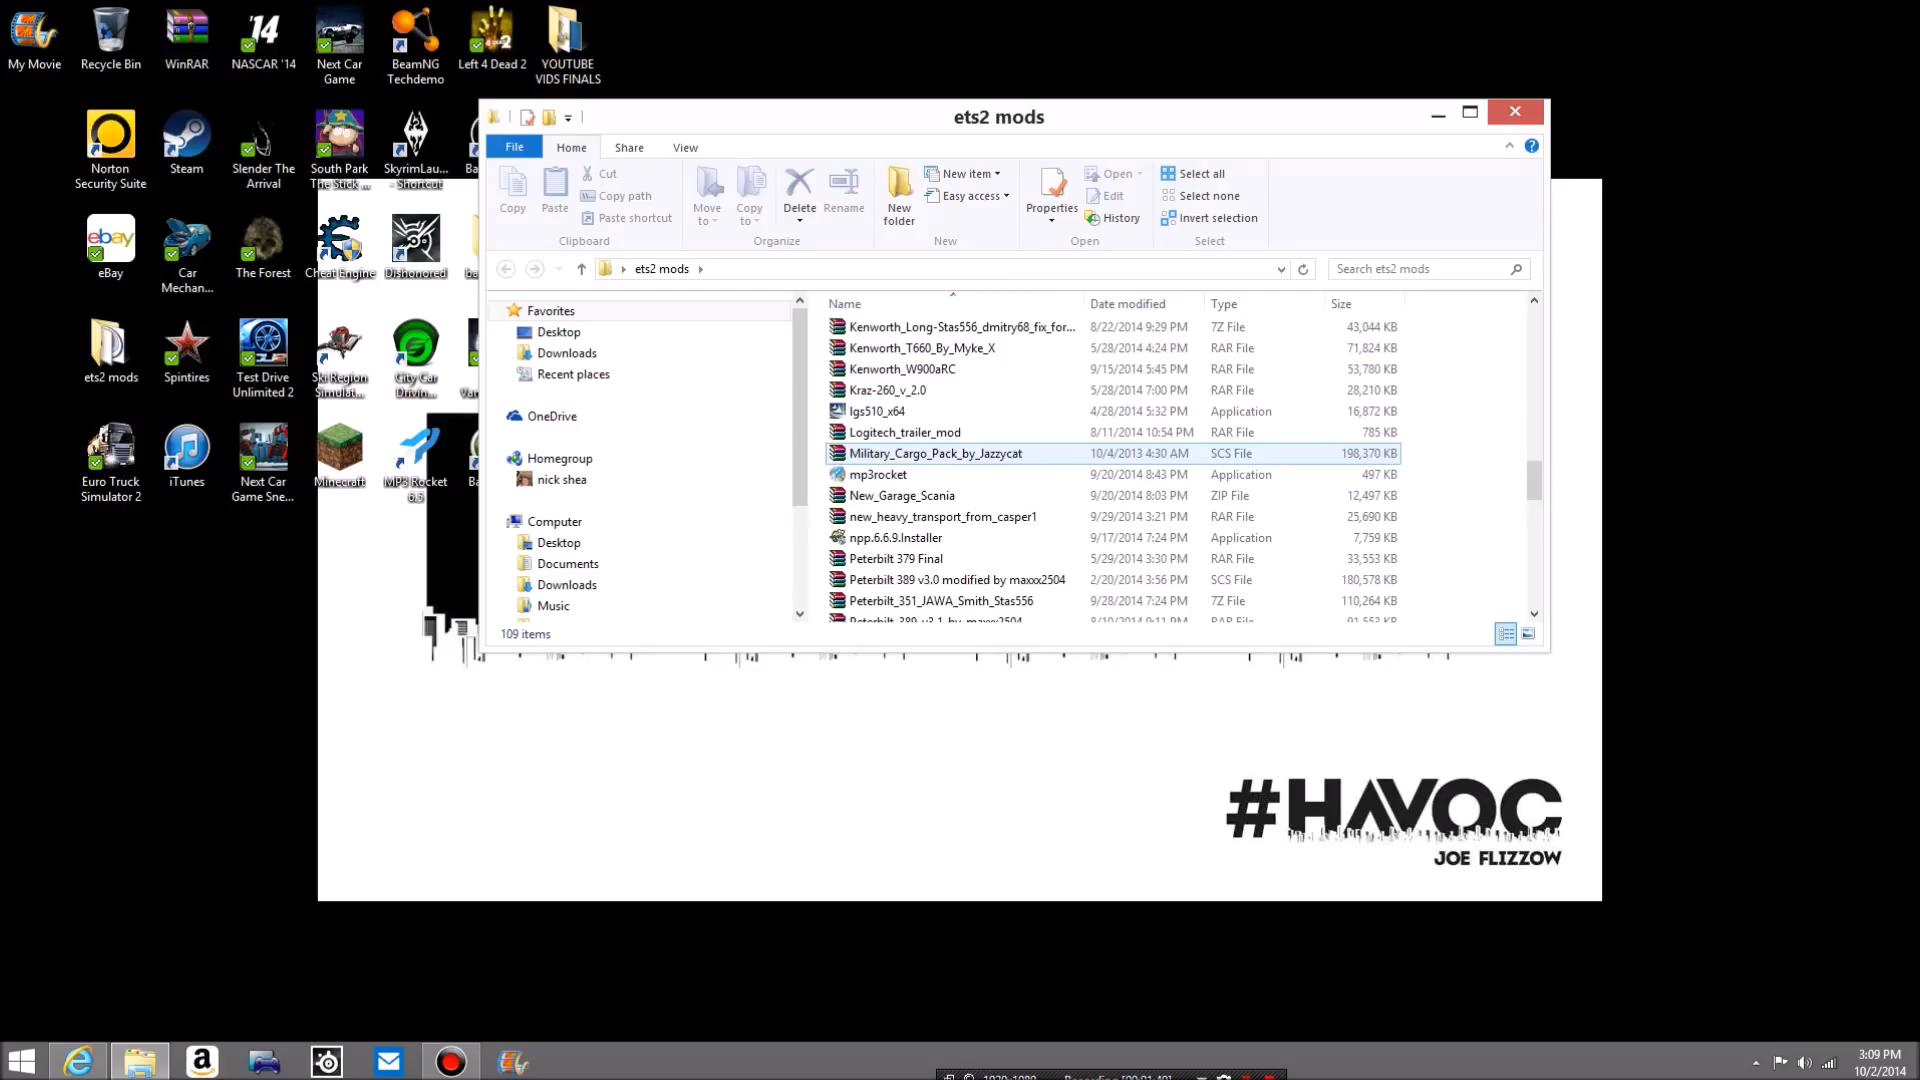 My Movie
Recycle Bin
WinRAR
NASCAR '14
Next Car Game
BeamNG Techdemo
Left 4 Dead 2
YOUTUBE VIDS FINALS
Norton Security Suite
Steam
Slender The Arrival
South Park The Stick ...
SkyrimLau... - Shortcut
eBay
Car Mechan...
The Forest
Cheat Engine
Dishonored
ets2 mods
Spintires
Test Drive Unlimited 2
Ski Region Simulat...
City Car Drivin...
Euro Truck Simulator 2
iTunes
Next Car Game Sne...
Minecraft
MP3 Rocket 6.5
ets2 mods
File
Home
Share
View
Copy
Paste
Cut
Copy path
Paste shortcut
Clipboard
Move to
Copy to
Delete
Rename
Organize
New folder
New item
Easy access
New
Properties
Open
Edit
History
Open
Select all
Select none
Invert selection
Select
ets2 mods
Search ets2 mods
Favorites
Desktop
Downloads
Recent places
OneDrive
Homegroup
nick shea
Computer
Desktop
Documents
Downloads
Music
Name Date modified Type Size
Kenworth_Long-Stas556_dmitry68_fix_for... 8/22/2014 9:29 PM 7Z File 43,044 KB
Kenworth_T660_By_Myke_X 5/28/2014 4:24 PM RAR File 71,824 KB
Kenworth_W900aRC 9/15/2014 5:45 PM RAR File 53,780 KB
Kraz-260_v_2.0 5/28/2014 7:00 PM RAR File 28,210 KB
lgs510_x64 4/28/2014 5:32 PM Application 16,872 KB
Logitech_trailer_mod 8/11/2014 10:54 PM RAR File 785 KB
Military_Cargo_Pack_by_Jazzycat 10/4/2013 4:30 AM SCS File 198,370 KB
mp3rocket 9/20/2014 8:43 PM Application 497 KB
New_Garage_Scania 9/20/2014 8:03 PM ZIP File 12,497 KB
new_heavy_transport_from_casper1 9/29/2014 3:21 PM RAR File 25,690 KB
npp.6.6.9.Installer 9/17/2014 7:24 PM Application 7,759 KB
Peterbilt 379 Final 5/29/2014 3:30 PM RAR File 33,553 KB
Peterbilt 389 v3.0 modified by maxxx2504 2/20/2014 3:56 PM SCS File 180,578 KB
Peterbilt_351_JAWA_Smith_Stas556 9/28/2014 7:24 PM 7Z File 110,264 KB
109 items
#HAVOC
JOE FLIZZOW
3:09 PM
10/2/2014